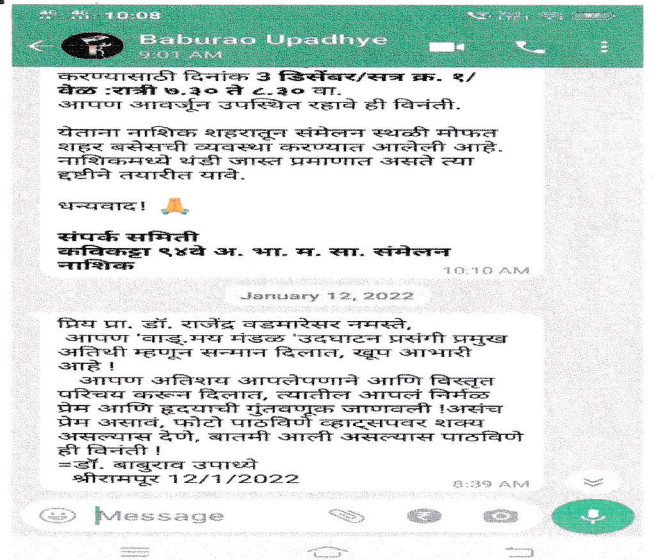 10:08
Baburao Upadhye
9:01 AM
करण्यासाठी दिनांक 3 डिसेंबर/सत्र क्र. १/
वेळ :रात्री ७.३० ते ८.३० वा.
आपण आवर्जून उपस्थित रहावे ही विनंती.
येताना नाशिक शहरातून संमेलन स्थळी मोफत
शहर बसेसची व्यवस्था करण्यात आलेली आहे.
नाशिकमध्ये थंडी जास्त प्रमाणात असते त्या
दृष्टीने तयारीत यावे.
धन्यवाद! 🙏
संपर्क समिती
कविकट्टा ९४वे अ. भा. म. सा. संमेलन
नाशिक
10:10 AM
January 12, 2022
प्रिय प्रा. डॉ. राजेंद्र वडमारेसर नमस्ते,
आपण 'वाङ्.मय मंडळ 'उदघाटन प्रसंगी प्रमुख
अतिथी म्हणून सन्मान दिलात, खूप आभारी
आहे !
आपण अतिशय आपलेपणाने आणि विस्तृत
परिचय करून दिलात, त्यातील आपलं निर्मळ
प्रेम आणि हृदयाची गुंतवणूक जाणवली !असंच
प्रेम असावं, फोटो पाठविणे व्हाट्सपवर शक्य
असल्यास देणे, बातमी आली असल्यास पाठविणे
ही विनंती !
=डॉ. बाबुराव उपाध्ये
श्रीरामपूर 12/1/2022
8:39 AM
Message